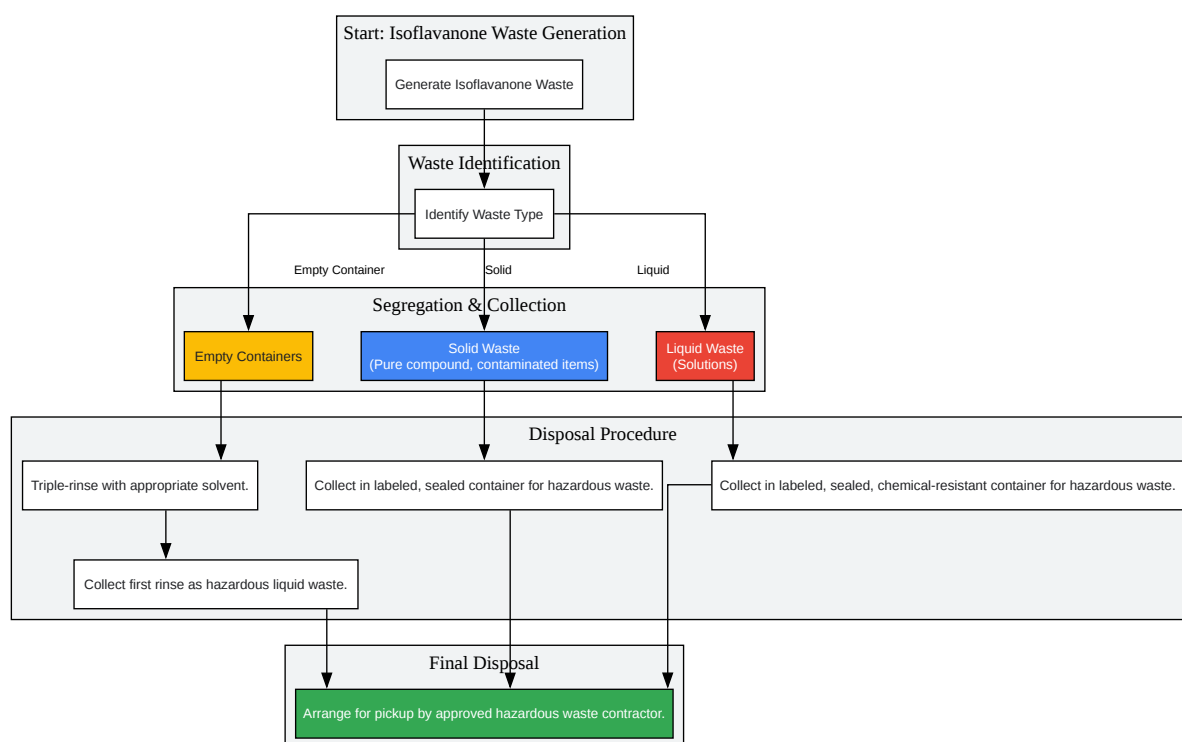 Start: Isoflavanone Waste Generation
Generate Isoflavanone Waste
Waste Identification
Identify Waste Type
Empty Container
Solid
Liquid
Segregation & Collection
Empty Containers
Solid Waste
(Pure compound, contaminated items)
Liquid Waste
(Solutions)
Disposal Procedure
Triple-rinse with appropriate solvent.
Collect in labeled, sealed container for hazardous waste.
Collect in labeled, sealed, chemical-resistant container for hazardous waste.
Collect first rinse as hazardous liquid waste.
Final Disposal
Arrange for pickup by approved hazardous waste contractor.